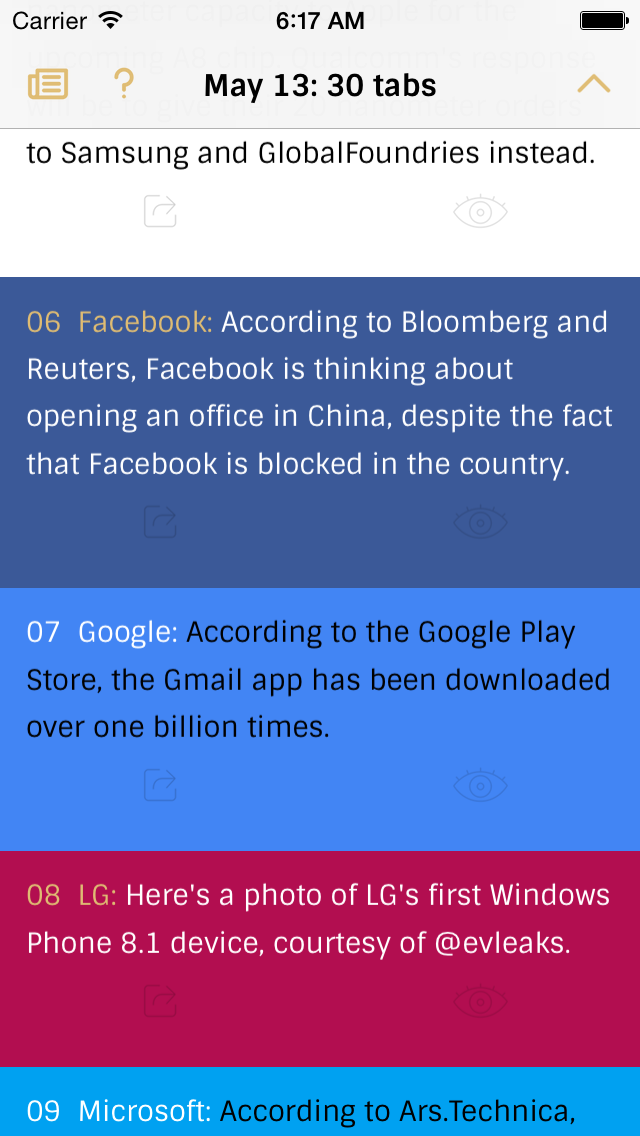 Carrier 6:17 AM
nanometer capacity to Apple for the
upcoming A8 chip. Qualcomm's response
? May 13: 30 tabs
will be to give their 20 nanometer orders
to Samsung and GlobalFoundries instead.
06 Facebook: According to Bloomberg and
Reuters, Facebook is thinking about
opening an office in China, despite the fact
that Facebook is blocked in the country.
07 Google: According to the Google Play
Store, the Gmail app has been downloaded
over one billion times.
08 LG: Here's a photo of LG's first Windows
Phone 8.1 device, courtesy of @evleaks.
09 Microsoft: According to Ars.Technica,